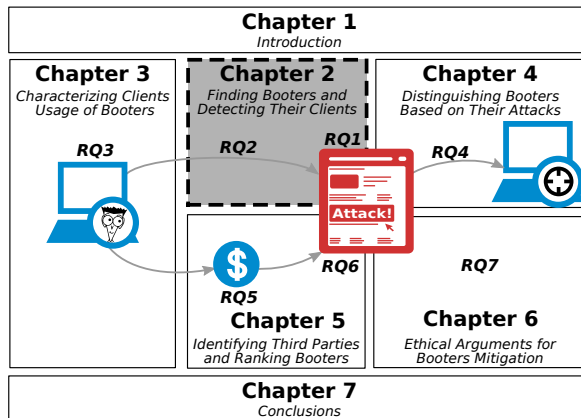 Chapter 1
Introduction
Chapter 3
Characterizing Clients
Usage of Booters
Chapter 2
Finding Booters and
Detecting Their Clients
Chapter 4
Distinguishing Booters
Based on Their Attacks
RQ3
RQ2
RQ1
RQ4
Attack!
$
RQ5
RQ6
RQ7
Chapter 5
Identifying Third Parties
and Ranking Booters
Chapter 6
Ethical Arguments for
Booters Mitigation
Chapter 7
Conclusions